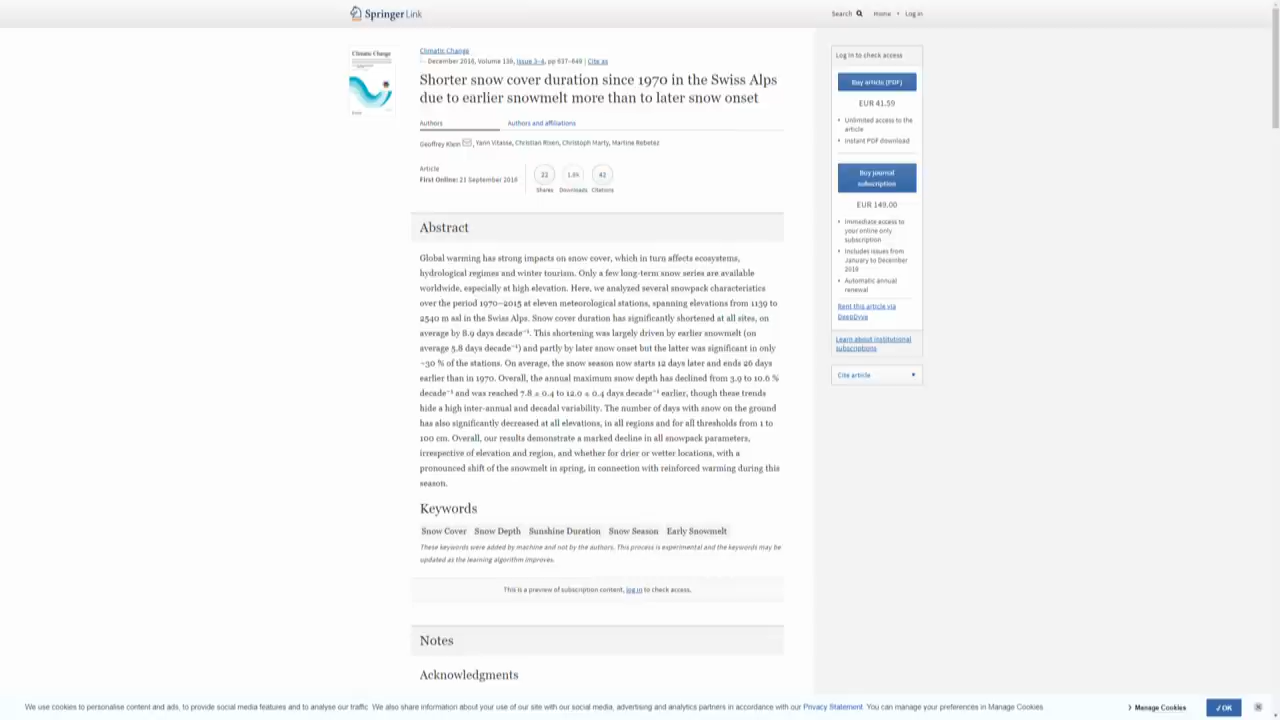 Springer Link
Search Home • Log in
Climatic Change
Climatic Change
December 2016, Volume 139, Issue 3–4, pp 637–649 | Cite as
Shorter snow cover duration since 1970 in the Swiss Alps
due to earlier snowmelt more than to later snow onset
Authors Authors and affiliations
Geoffrey Klein, Yann Vitasse, Christian Rixen, Christoph Marty, Martine Rebetez
Article
First Online: 21 September 2016
22 1.8k 42
Shares Downloads Citations
Abstract
Global warming has strong impacts on snow cover, which in turn affects ecosystems,
hydrological regimes and winter tourism. Only a few long-term snow series are available
worldwide, especially at high elevation. Here, we analyzed several snowpack characteristics
over the period 1970–2015 at eleven meteorological stations, spanning elevations from 1139 to
2540 m asl in the Swiss Alps. Snow cover duration has significantly shortened at all sites, on
average by 8.9 days decade⁻¹. This shortening was largely driven by earlier snowmelt (on
average 5.8 days decade⁻¹) and partly by later snow onset but the latter was significant in only
~30 % of the stations. On average, the snow season now starts 12 days later and ends 26 days
earlier than in 1970. Overall, the annual maximum snow depth has declined from 3.9 to 10.6 %
decade⁻¹ and was reached 7.8 ± 0.4 to 12.0 ± 0.4 days decade⁻¹ earlier, though these trends
hide a high inter-annual and decadal variability. The number of days with snow on the ground
has also significantly decreased at all elevations, in all regions and for all thresholds from 1 to
100 cm. Overall, our results demonstrate a marked decline in all snowpack parameters,
irrespective of elevation and region, and whether for drier or wetter locations, with a
pronounced shift of the snowmelt in spring, in connection with reinforced warming during this
season.
Keywords
Snow Cover Snow Depth Sunshine Duration Snow Season Early Snowmelt
These keywords were added by machine and not by the authors. This process is experimental and the keywords may be
updated as the learning algorithm improves.
This is a preview of subscription content, log in to check access.
Notes
Acknowledgments
Log in to check access
Buy article (PDF)
EUR 41.59
• Unlimited access to the
article
• Instant PDF download
Buy journal
subscription
EUR 149.00
• Immediate access to
your online only
subscription
• Includes issues from
January to December
2019
• Automatic annual
renewal
Rent this article via
DeepDyve
Learn about institutional
subscriptions
Cite article
We use cookies to personalise content and ads, to provide social media features and to analyse our traffic. We also share information about your use of our site with our social media, advertising and analytics partners in accordance with our Privacy Statement. You can manage your preferences in Manage Cookies
› Manage Cookies ✓ OK